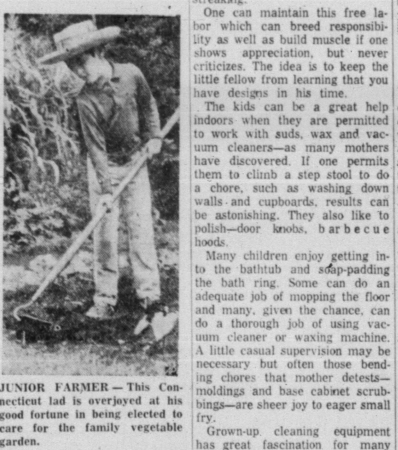 JUNIOR FARMER — This Con-
necticut lad is overjoyed at his
good fortune in being elected to
care for the family vegetable
garden.
streaking.
One can maintain this free la-
bor which can breed responsibi-
lity as well as build muscle if one
shows appreciation, but never
criticizes. The idea is to keep the
little fellow from learning that you
have designs in his time.
The kids can be a great help
indoors when they are permitted
to work with suds, wax and vac-
uum cleaners—as many mothers
have discovered. If one permits
them to climb a step stool to do
a chore, such as washing down
walls and cupboards, results can
be astonishing. They also like to
polish—door knobs, barbecue
hoods.
Many children enjoy getting in-
to the bathtub and soap-padding
the bath ring. Some can do an
adequate job of mopping the floor
and many, given the chance, can
do a thorough job of using vac-
uum cleaner or waxing machine.
A little casual supervision may be
necessary but often those bend-
ing chores that mother detests—
moldings and base cabinet scrub-
bings—are sheer joy to eager small
fry.
Grown-up cleaning equipment
has great fascination for many